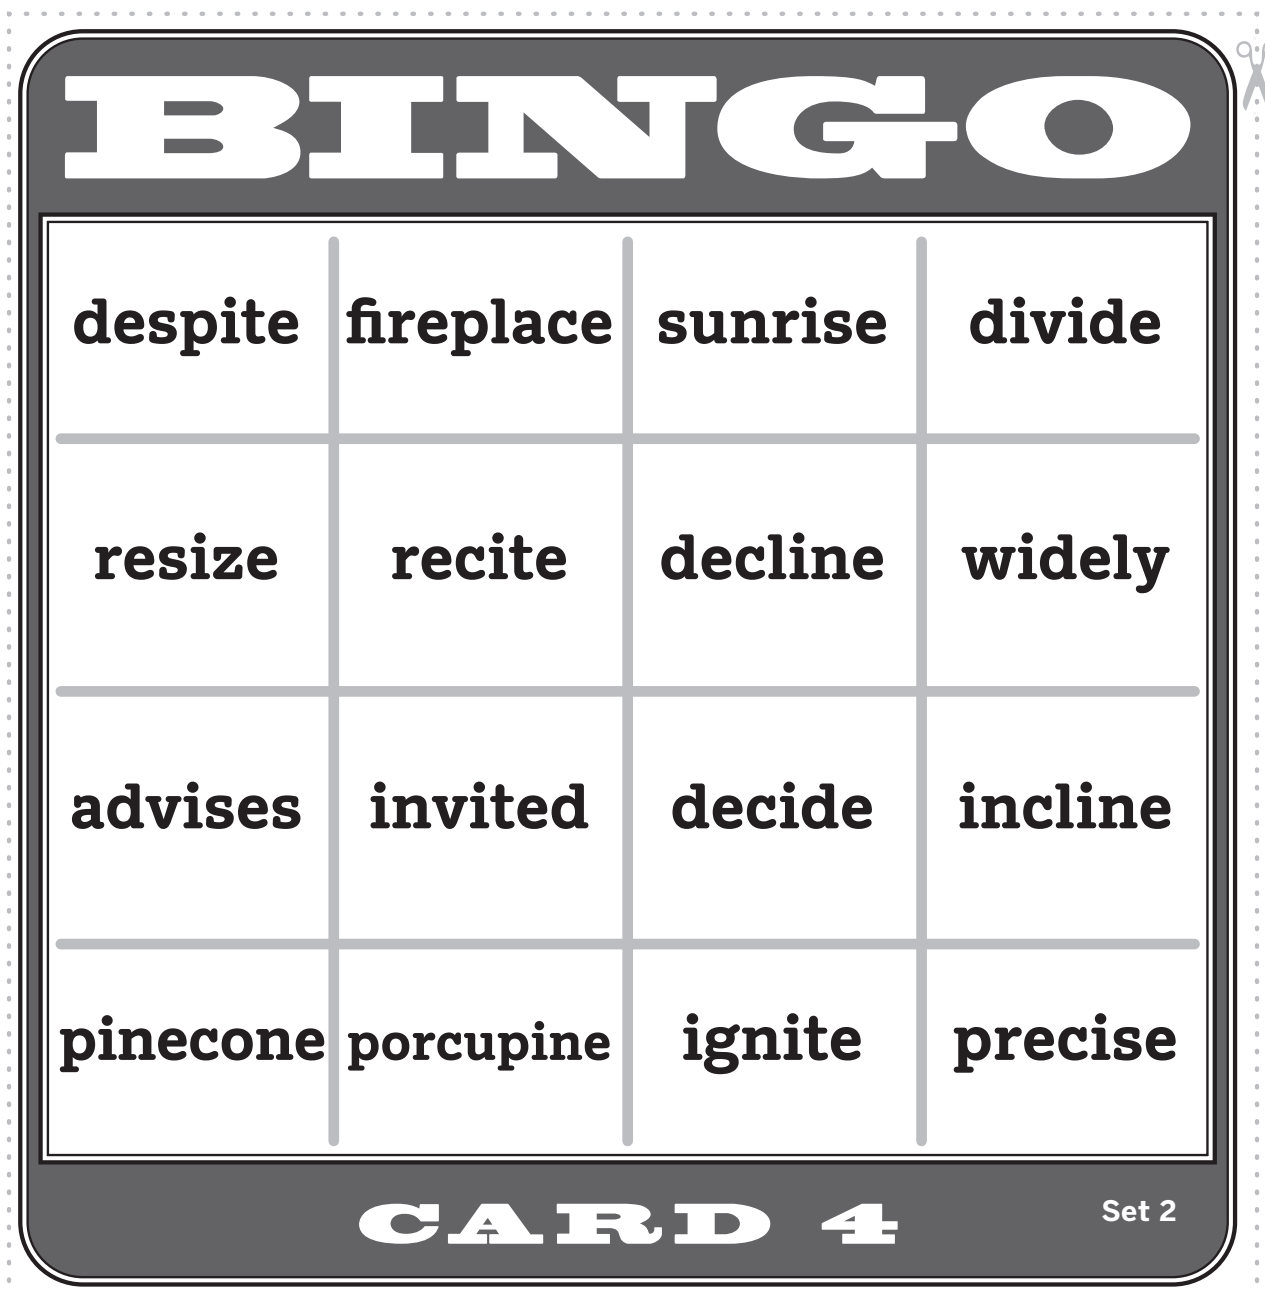 BINGO
despite fireplace sunrise divide
resize recite decline widely
advises invited decide incline
pinecone porcupine ignite precise
CARD 4
Set 2